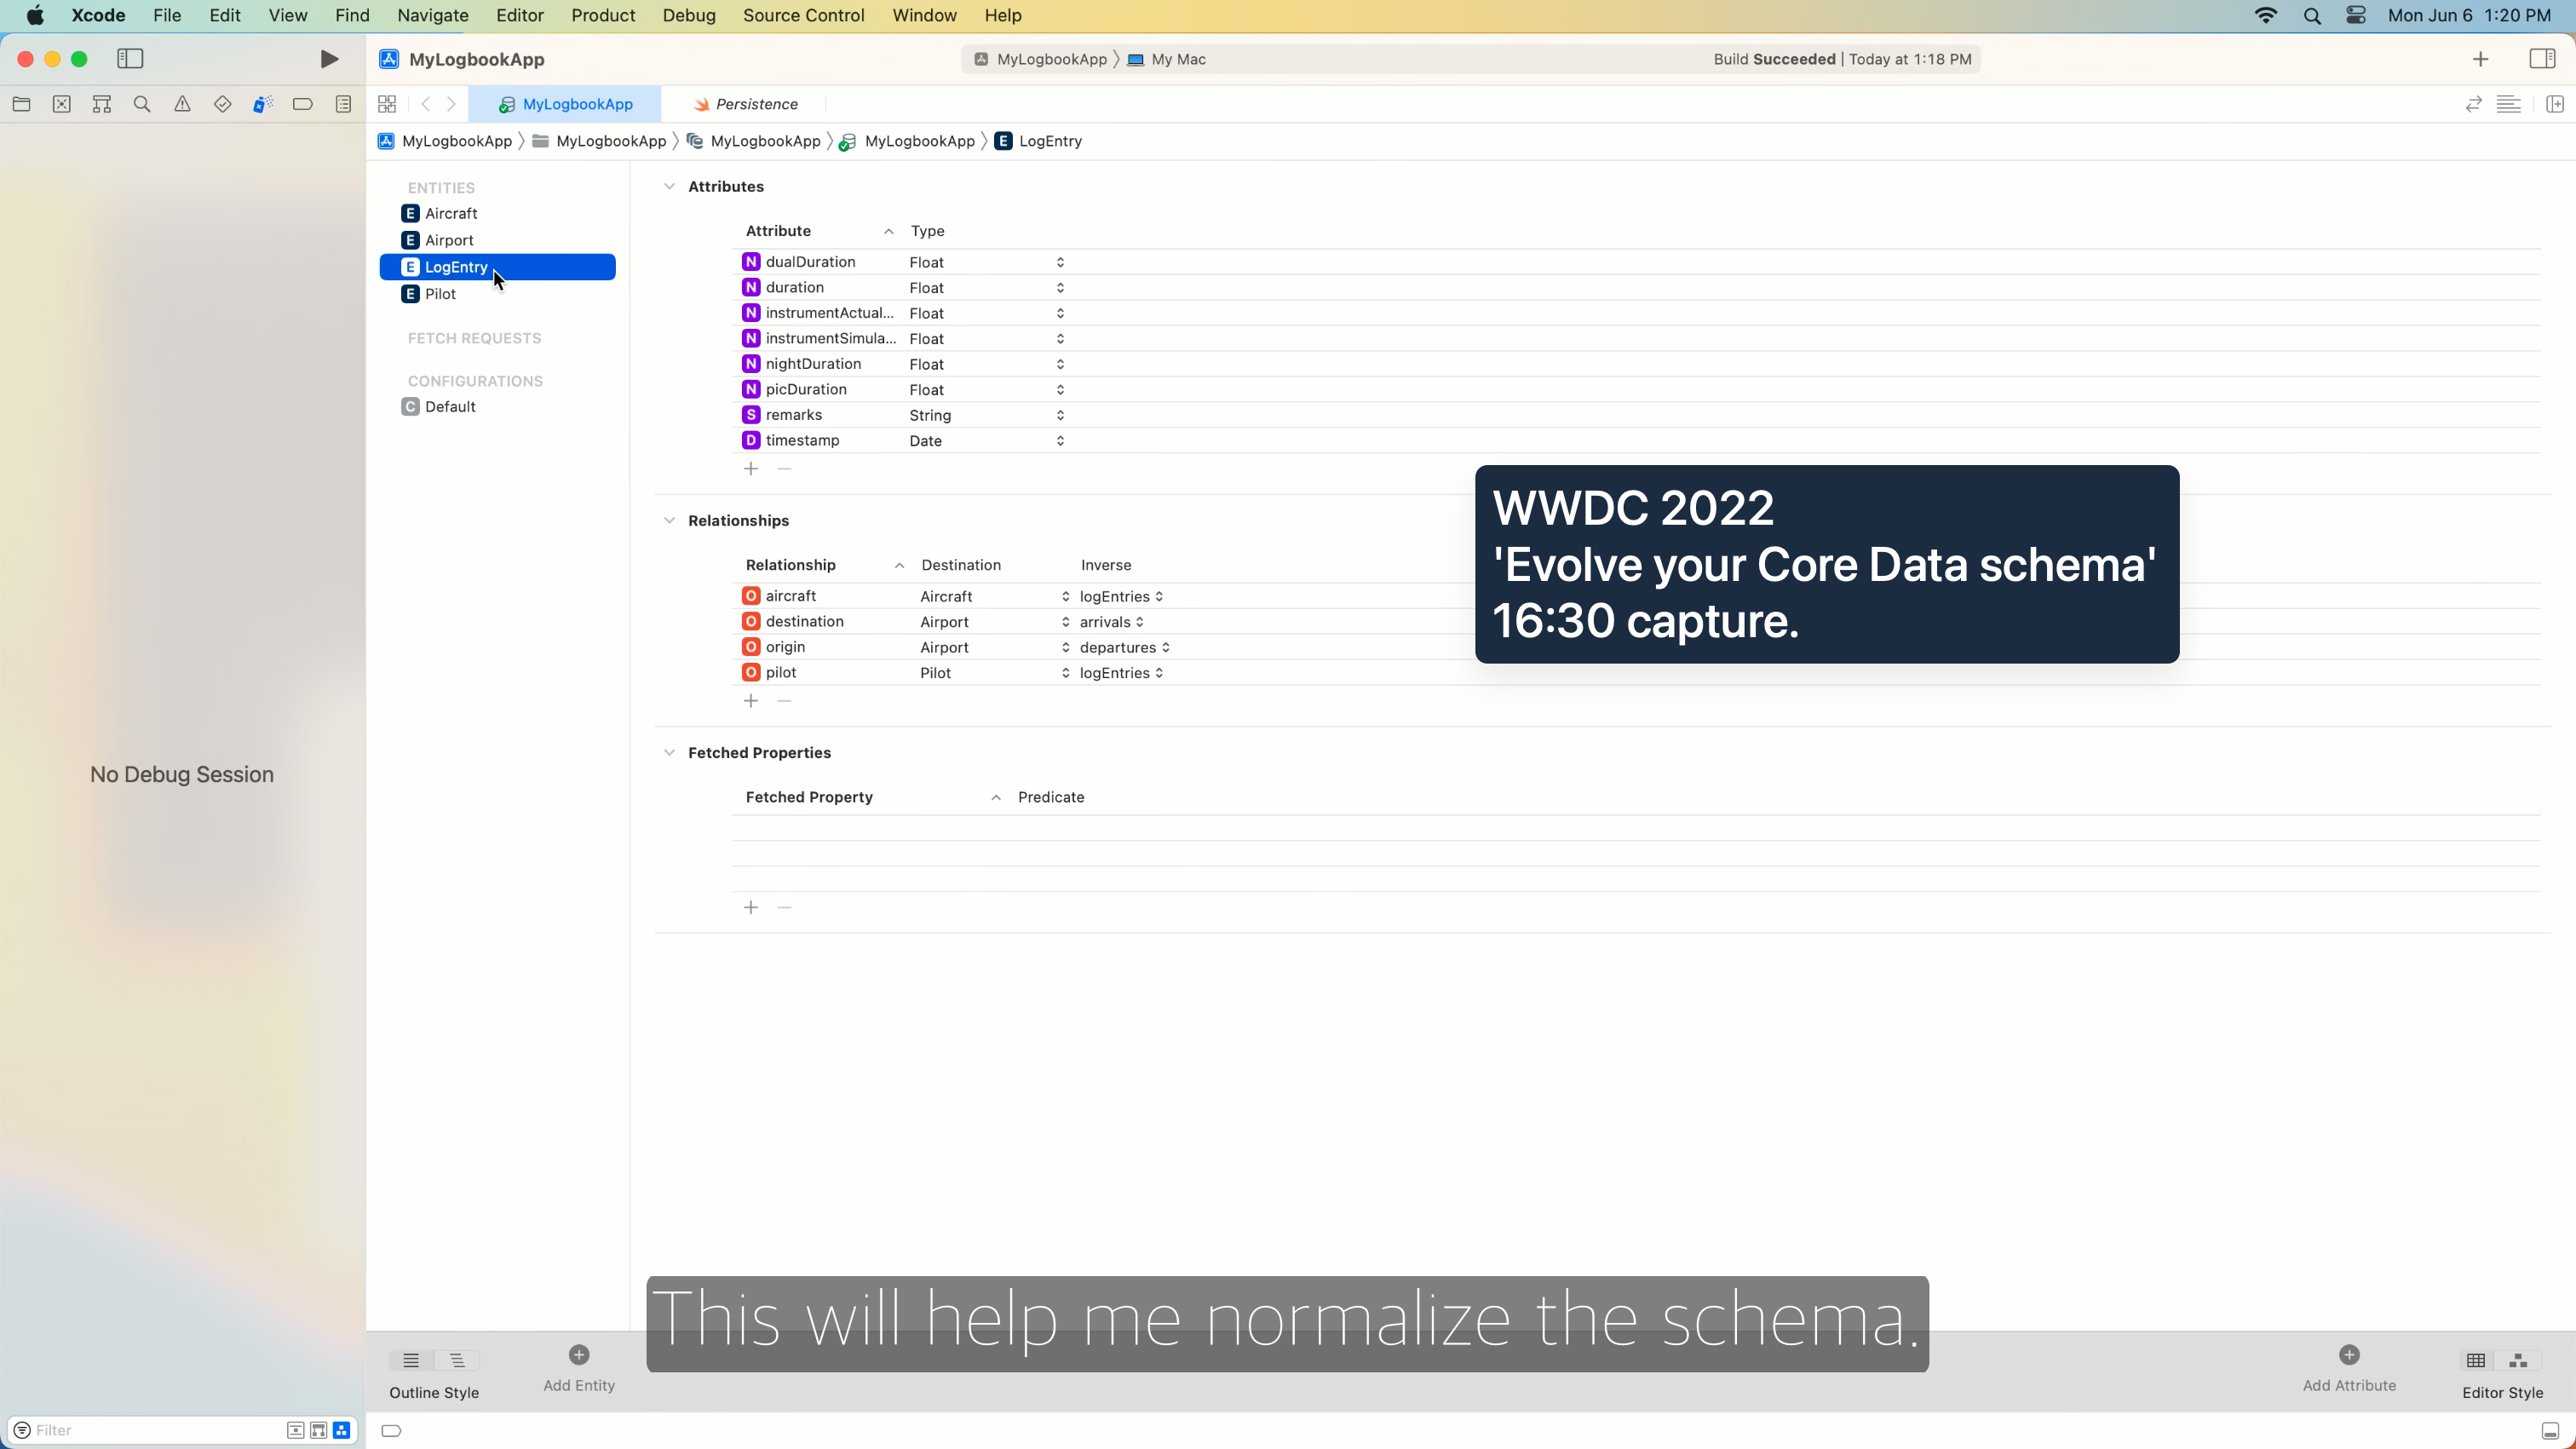 Xcode File Edit View Find Navigate Editor Product Debug Source Control Window Help Mon Jun 6 1:20 PM
MyLogbookApp MyLogbookApp My Mac Build Succeeded | Today at 1:18 PM
MyLogbookApp Persistence
MyLogbookApp MyLogbookApp MyLogbookApp MyLogbookApp E LogEntry
ENTITIES
E Aircraft
E Airport
E LogEntry
E Pilot
FETCH REQUESTS
CONFIGURATIONS
C Default
No Debug Session
Attributes
Attribute Type
N dualDuration Float
N duration Float
N instrumentActual... Float
N instrumentSimula... Float
N nightDuration Float
N picDuration Float
S remarks String
D timestamp Date
Relationships
Relationship Destination Inverse
O aircraft Aircraft logEntries
O destination Airport arrivals
O origin Airport departures
O pilot Pilot logEntries
Fetched Properties
Fetched Property Predicate
WWDC 2022
'Evolve your Core Data schema'
16:30 capture.
This will help me normalize the schema.
Outline Style Add Entity Add Attribute Editor Style
Filter